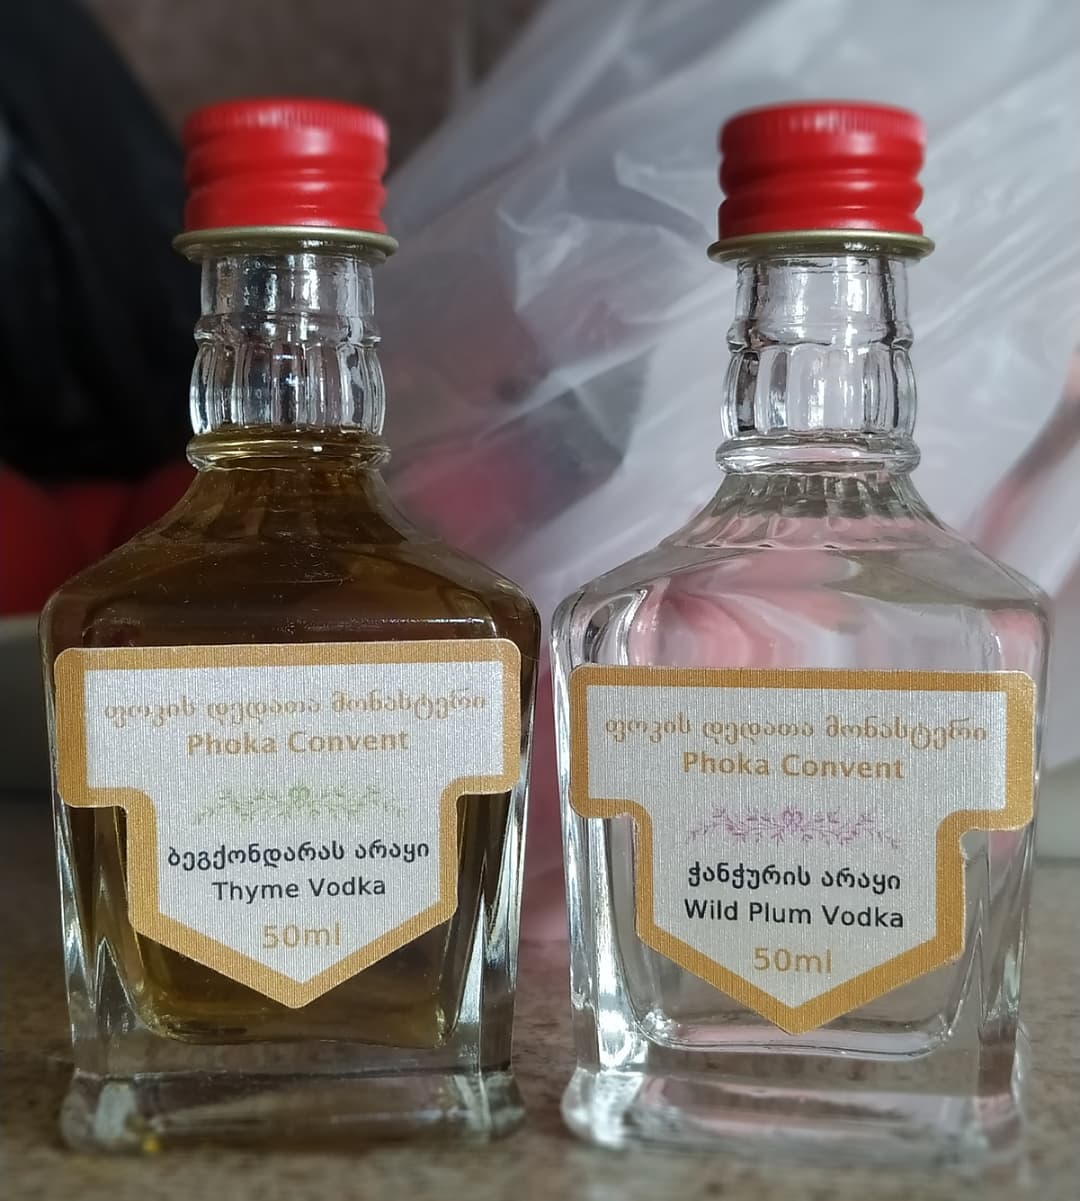 ფოკის დედათა მონასტერი
Phoka Convent
ბეგქონდარას არაყი
Thyme Vodka
50ml
ფოკის დედათა მონასტერი
Phoka Convent
ჭანჭურის არაყი
Wild Plum Vodka
50ml